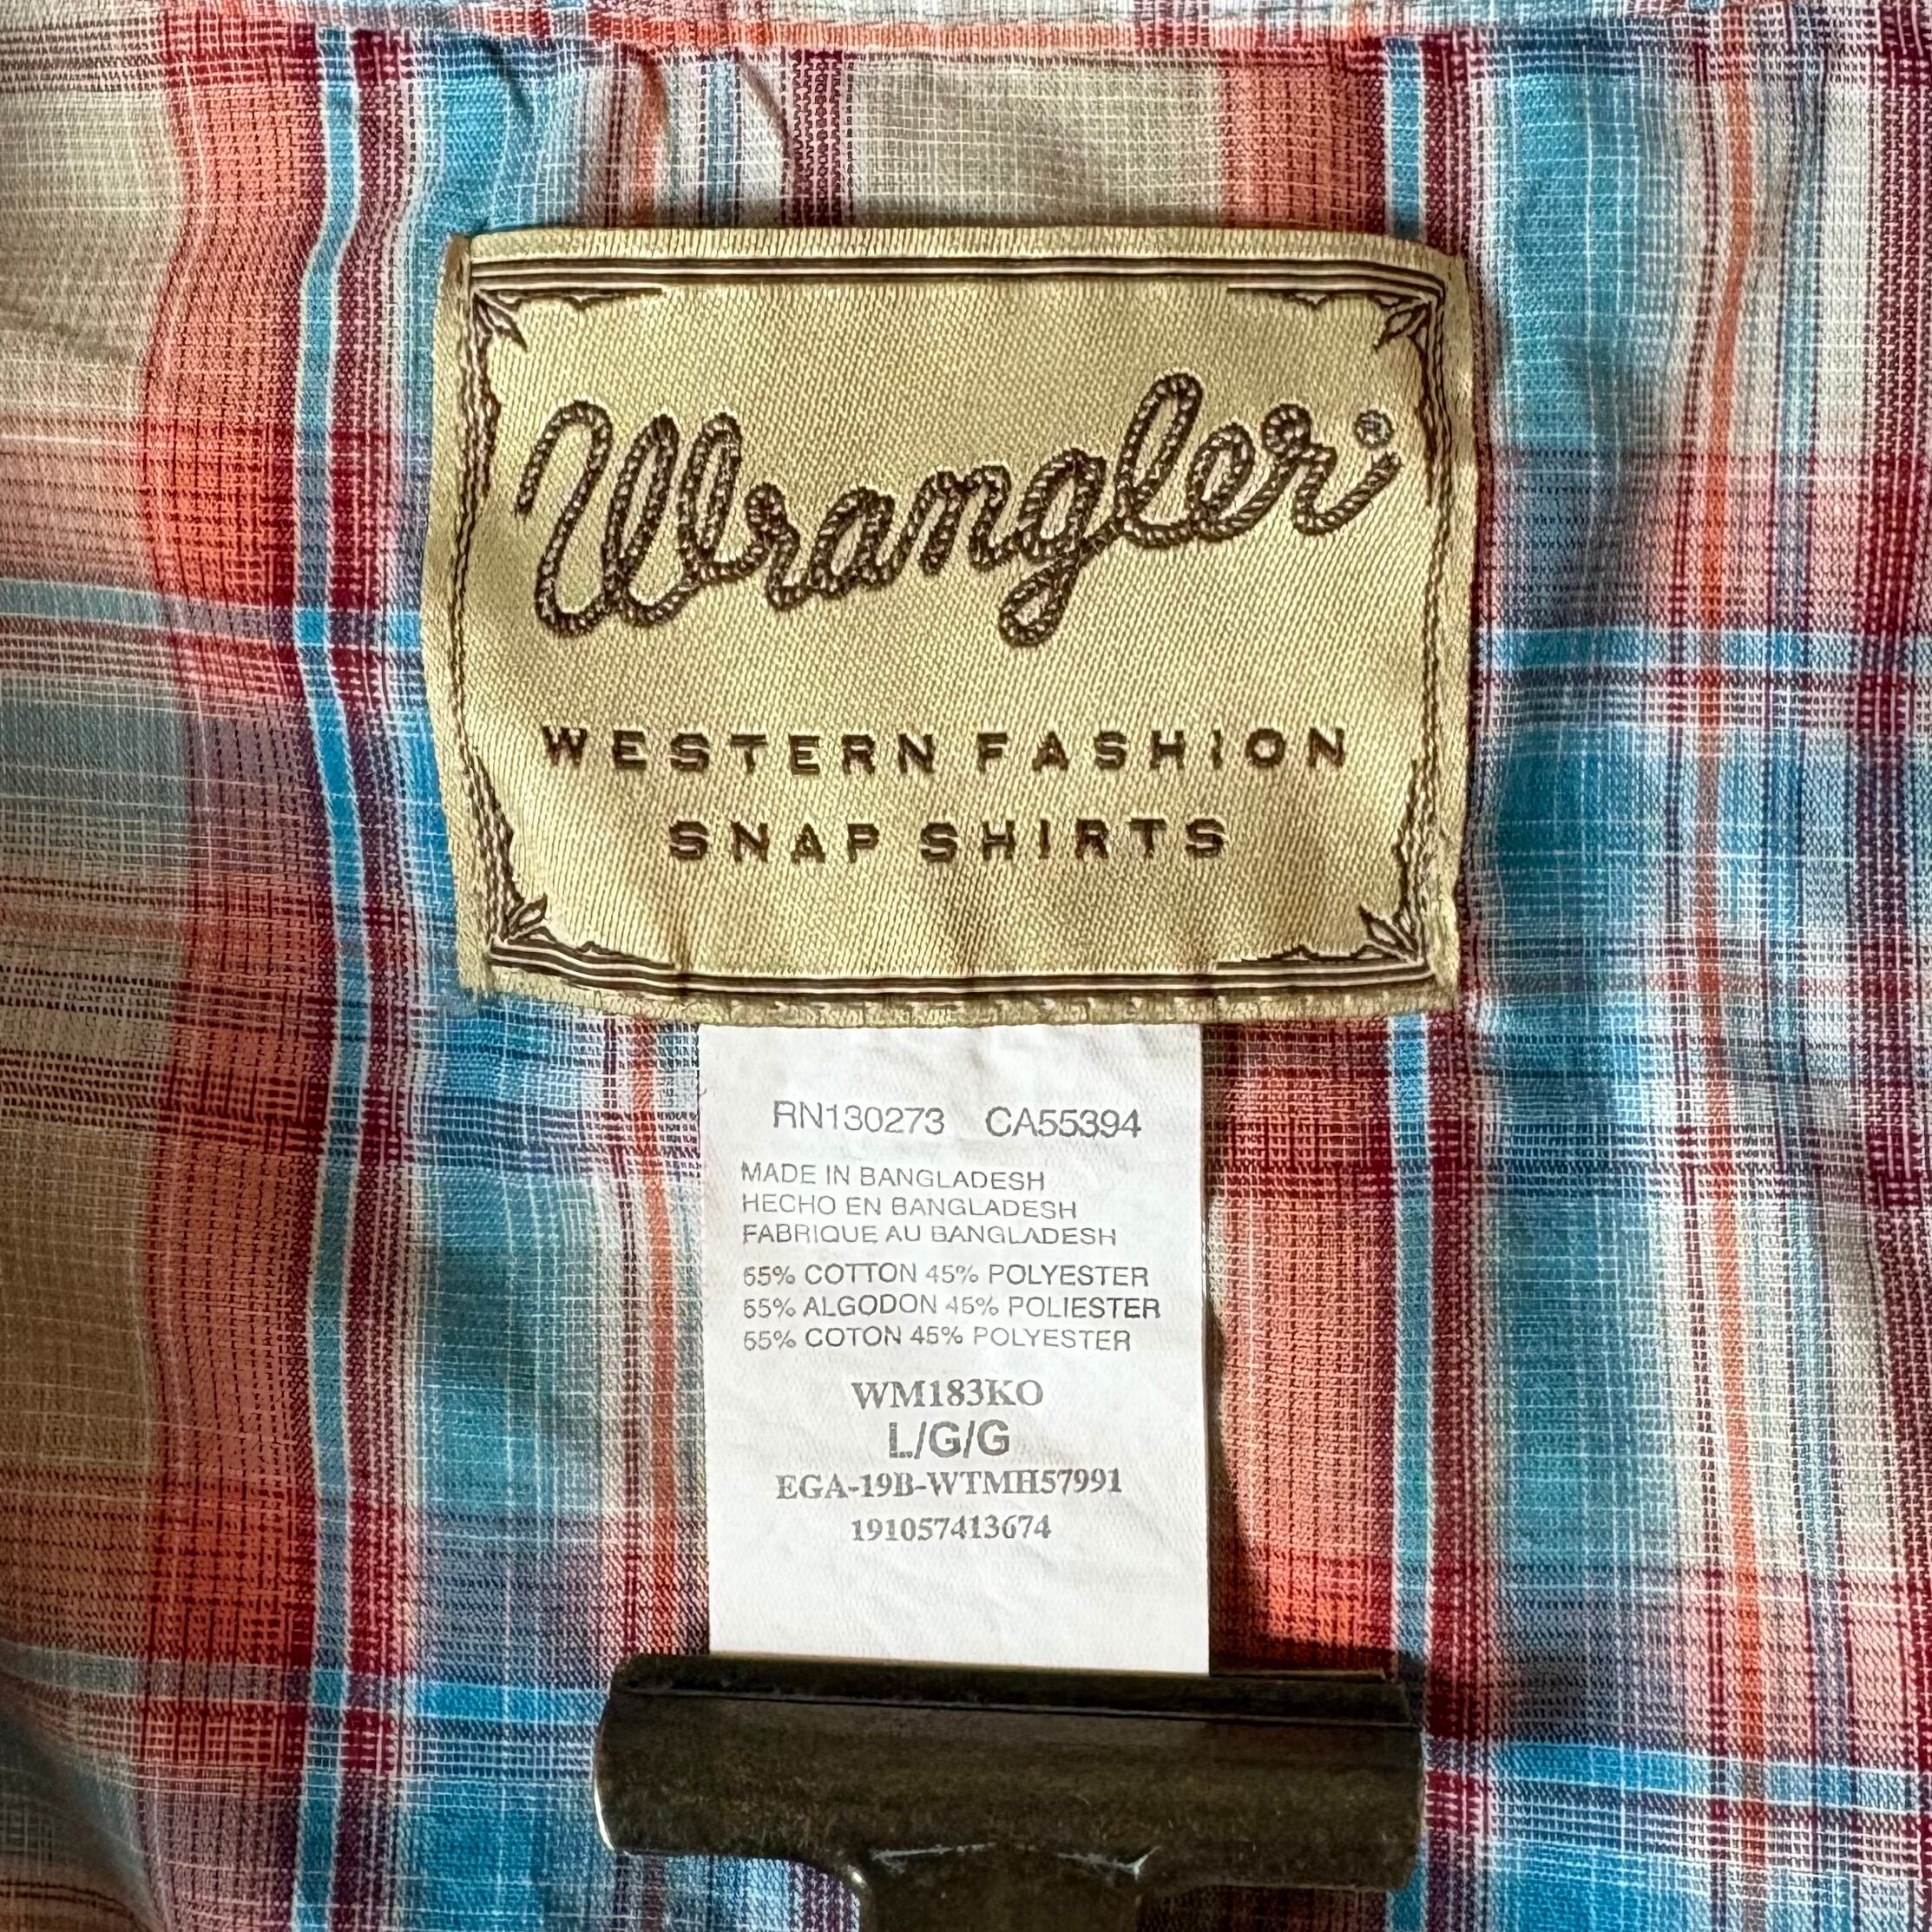 Wrangler
WESTERN FASHION
SNAP SHIRTS
RN130273 CA55394
MADE IN BANGLADESH
HECHO EN BANGLADESH
FABRIQUE AU BANGLADESH
55% COTTON 45% POLYESTER
55% ALGODON 45% POLIESTER
55% COTON 45% POLYESTER
WM183KO
L/G/G
EGA-19B-WTMH57991
191057413674